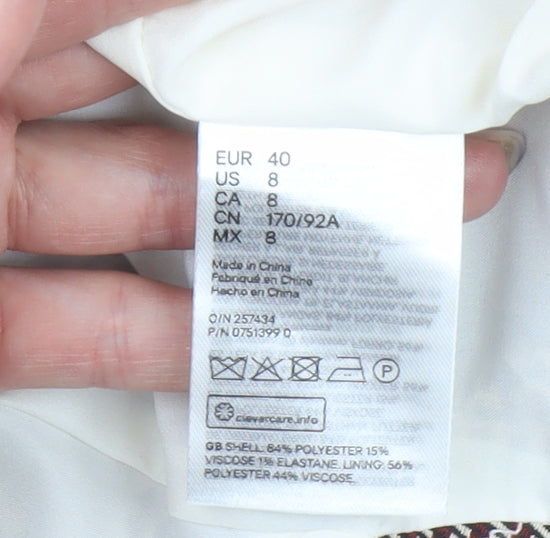 EUR 40
US 8
CA 8
CN 170/92A
MX 8
Made in China
Fabriqué en Chine
Hecho en China
O/N 257434
P/N 0751399 0
P
clevercare.info
GB SHELL: 84% POLYESTER 15%
VISCOSE 1% ELASTANE. LINING: 56%
POLYESTER 44% VISCOSE.